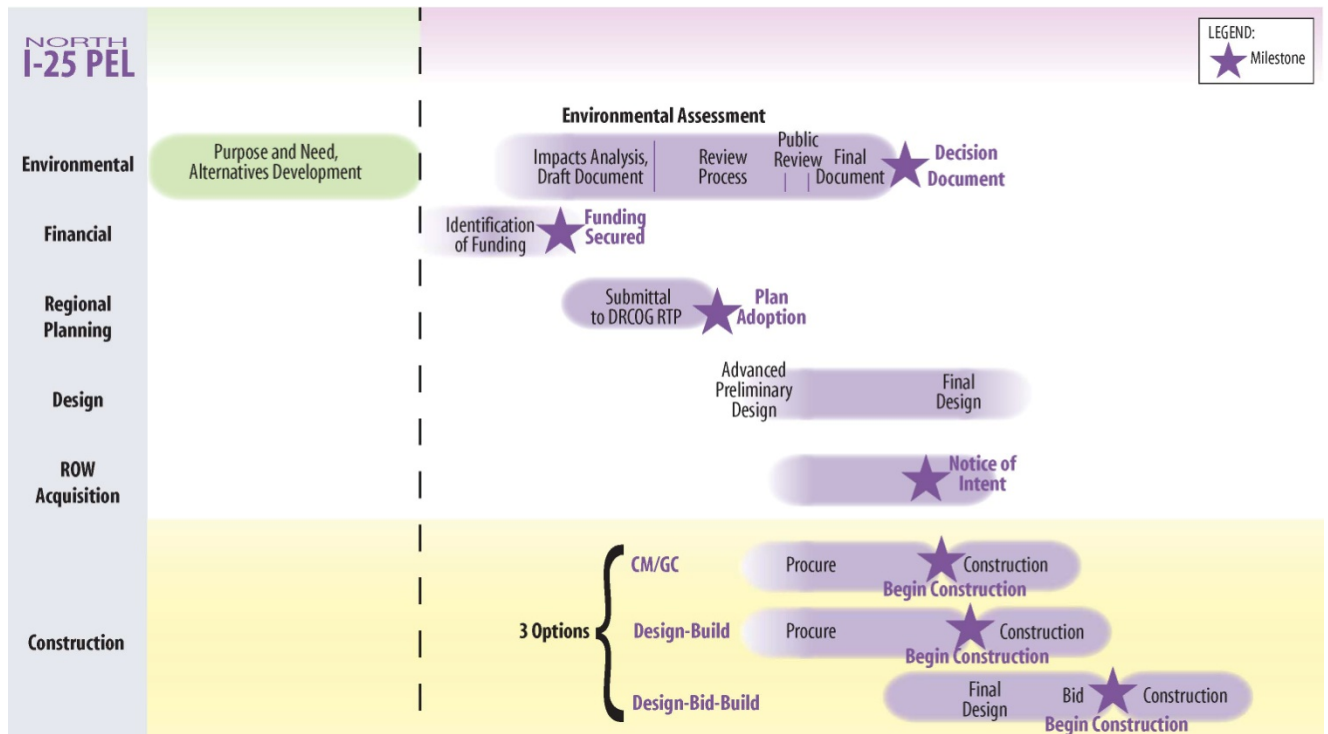 NORTH
I-25 PEL
LEGEND:
Milestone
Environmental
Purpose and Need,
Alternatives Development
Environmental Assessment
Impacts Analysis,
Draft Document
Review
Process
Public
Review
Final
Document
Decision
Document
Financial
Identification
of Funding
Funding
Secured
Regional
Planning
Submittal
to DRCOG RTP
Plan
Adoption
Design
Advanced
Preliminary
Design
Final
Design
ROW
Acquisition
Notice of
Intent
Construction
3 Options
CM/GC
Procure
Construction
Begin Construction
Design-Build
Procure
Construction
Begin Construction
Design-Bid-Build
Final
Design
Bid
Construction
Begin Construction